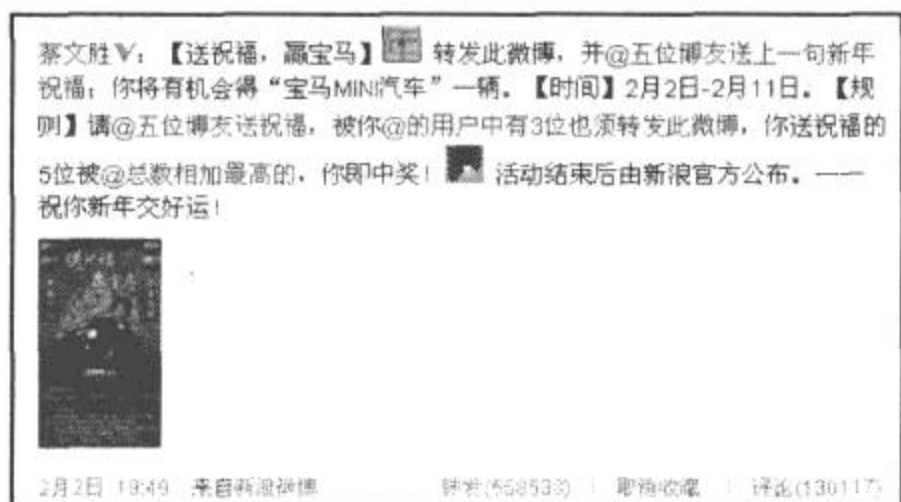 蔡文胜V：【送祝福，赢宝马】 转发此微博，并@五位博友送上一句新年
祝福；你将有机会得“宝马MINI汽车”一辆。【时间】2月2日-2月11日。【规
则】请@五位博友送祝福，被你@的用户中有3位也须转发此微博，你送祝福的
5位被@总数相加最高的，你即中奖！ 活动结束后由新浪官方公布。——
祝你新年交好运！
送祝福
2月2日 19:49 来自新浪微博 转发 | 取消收藏 | 评论(130117)